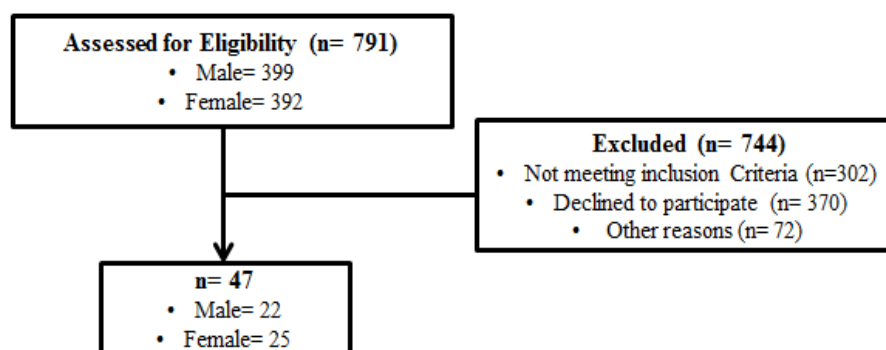 Assessed for Eligibility (n= 791)
• Male= 399
• Female= 392
Excluded (n= 744)
• Not meeting inclusion Criteria (n=302)
• Declined to participate (n= 370)
• Other reasons (n= 72)
n= 47
• Male= 22
• Female= 25